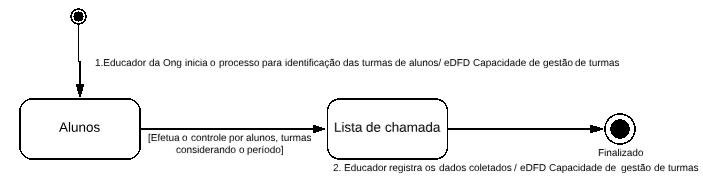 1.Educador da Ong inicia o processo para identificação das turmas de alunos/ eDFD Capacidade de gestão de turmas
Alunos
[Efetua o controle por alunos, turmas
considerando o período]
Lista de chamada
Finalizado
2. Educador registra os dados coletados / eDFD Capacidade de gestão de turmas